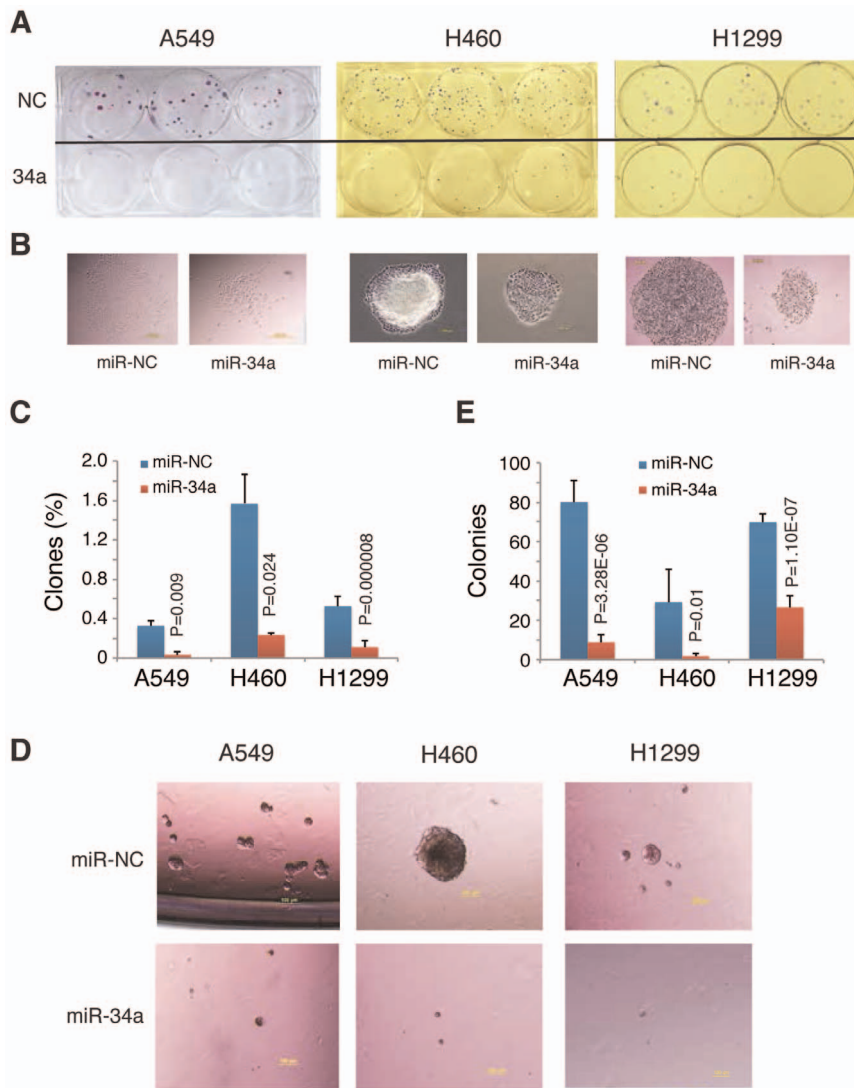 A
A549 H460 H1299
NC
34a
B
miR-NC miR-34a miR-NC miR-34a miR-NC miR-34a
C
miR-NC
miR-34a
Clones (%)
2.0
1.6
1.2
0.8
0.4
0
P=0.009
P=0.024
P=0.000008
A549 H460 H1299
E
miR-NC
miR-34a
Colonies
100
80
60
40
20
0
P=3.28E-06
P=0.01
P=1.10E-07
A549 H460 H1299
D
A549 H460 H1299
miR-NC
miR-34a